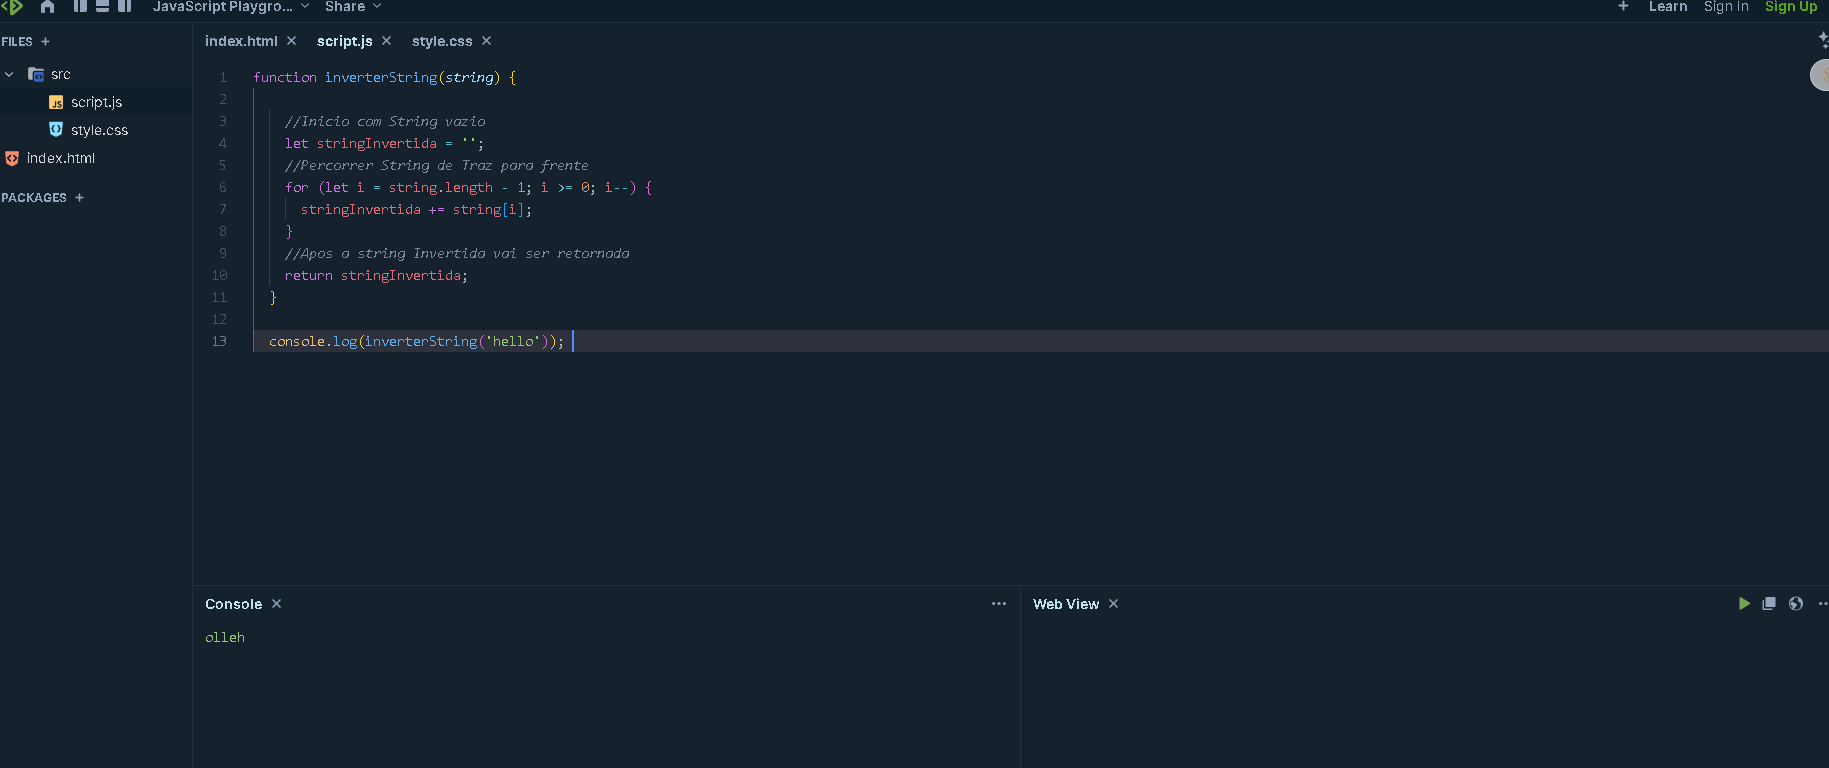 JavaScript Playgro... Share + Learn Sign In Sign Up
FILES +
src
script.js
style.css
index.html
PACKAGES +
index.html × script.js × style.css ×
1 function inverterString(string) {
2
3 //Inicio com String vazio
4 let stringInvertida = '';
5 //Percorrer String de Traz para frente
6 for (let i = string.length - 1; i >= 0; i--) {
7 stringInvertida += string[i];
8 }
9 //Apos a string Invertida vai ser retornada
10 return stringInvertida;
11 }
12
13 console.log(inverterString('hello'));
Console × ...
olleh
Web View ×